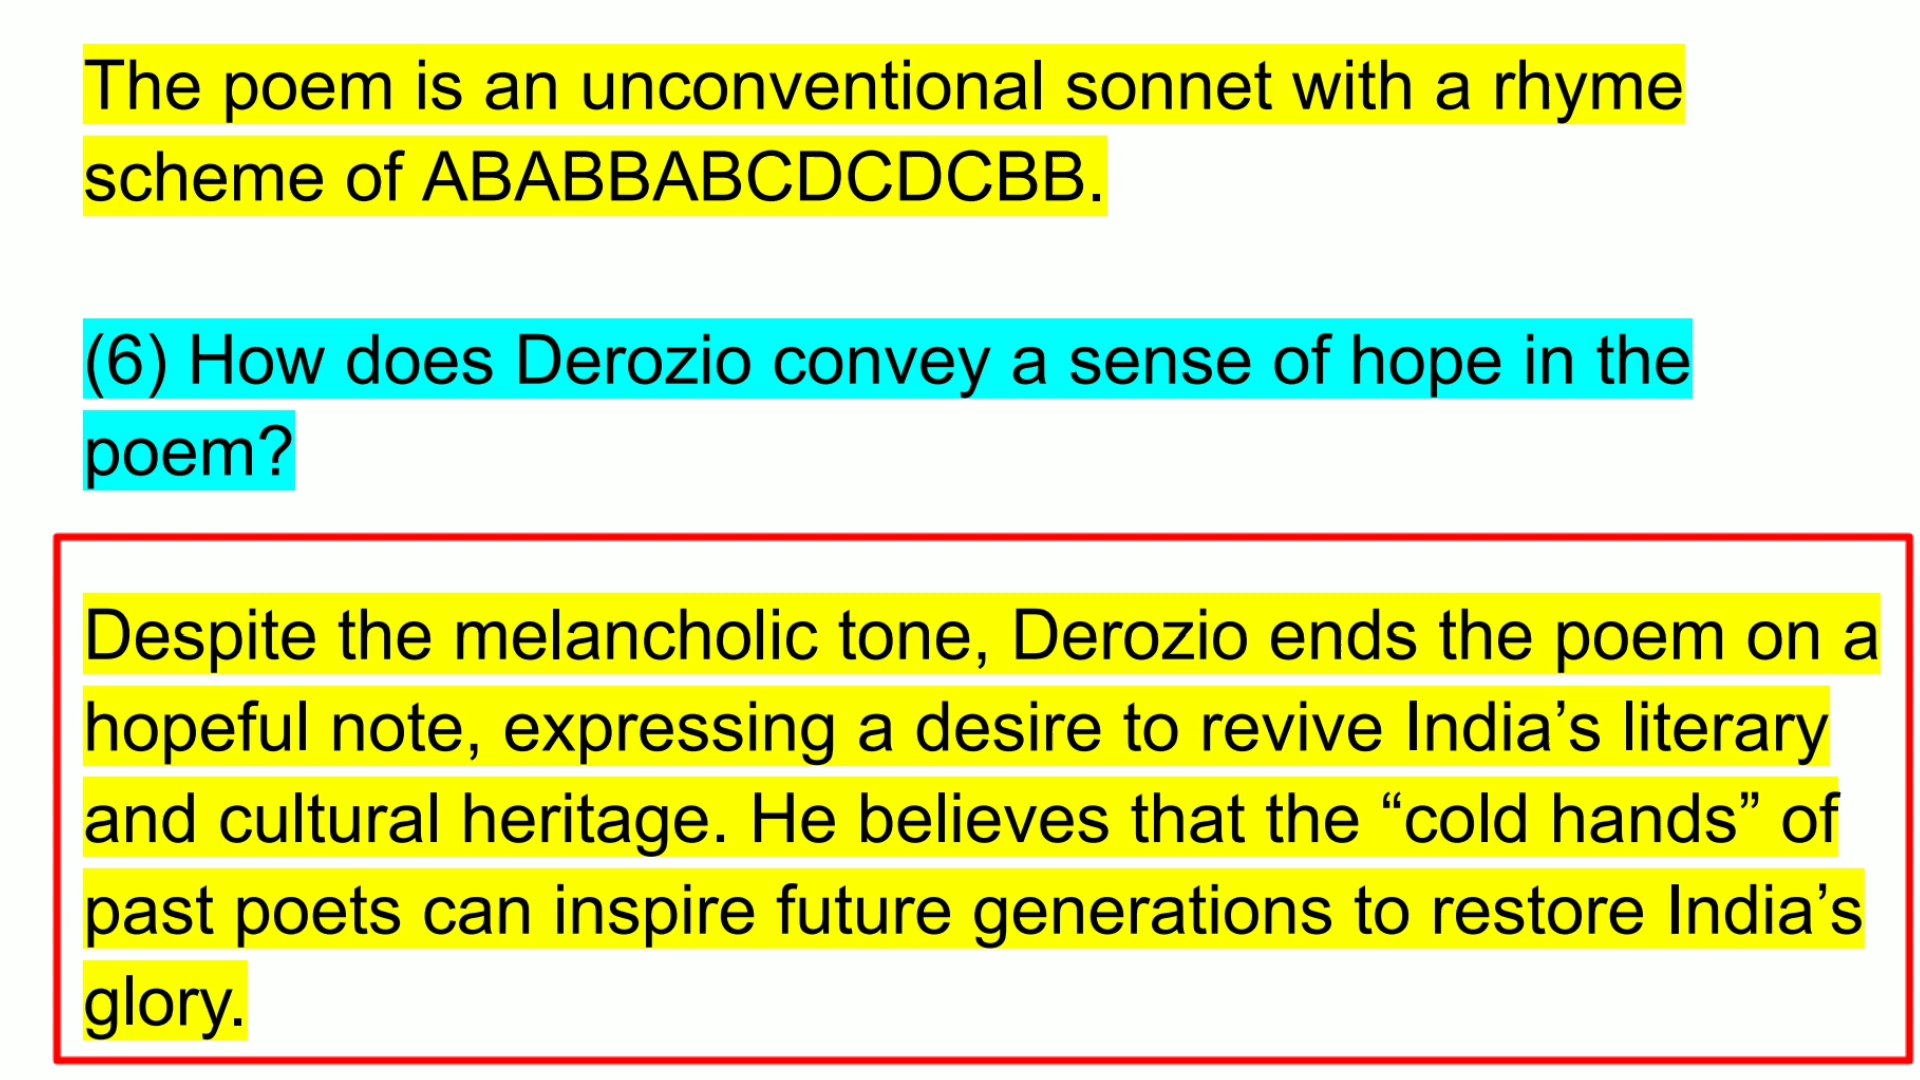 The poem is an unconventional sonnet with a rhyme
scheme of ABABBABCDCDCBB.
(6) How does Derozio convey a sense of hope in the
poem?
Despite the melancholic tone, Derozio ends the poem on a
hopeful note, expressing a desire to revive India’s literary
and cultural heritage. He believes that the “cold hands” of
past poets can inspire future generations to restore India’s
glory.